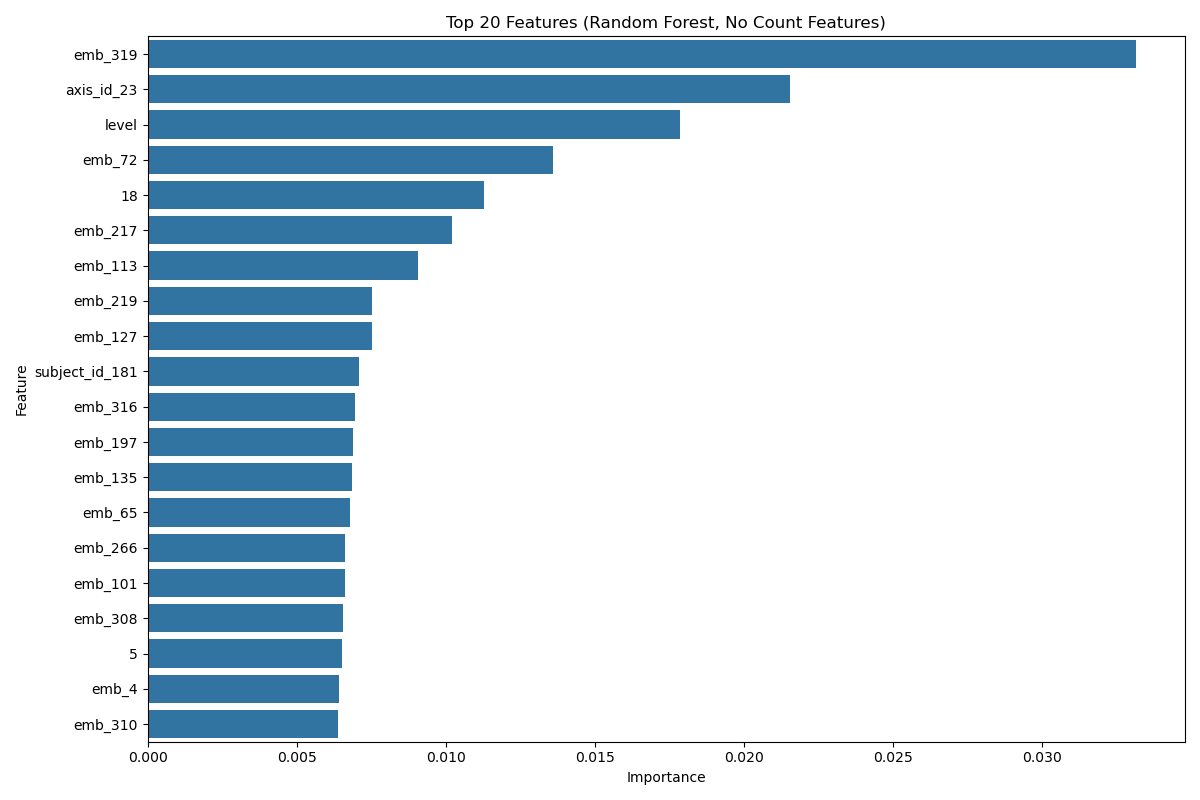 Top 20 Features (Random Forest, No Count Features)
emb_319
axis_id_23
level
emb_72
18
emb_217
emb_113
emb_219
emb_127
subject_id_181
emb_316
emb_197
emb_135
emb_65
emb_266
emb_101
emb_308
5
emb_4
emb_310
Feature
0.000 0.005 0.010 0.015 0.020 0.025 0.030
Importance